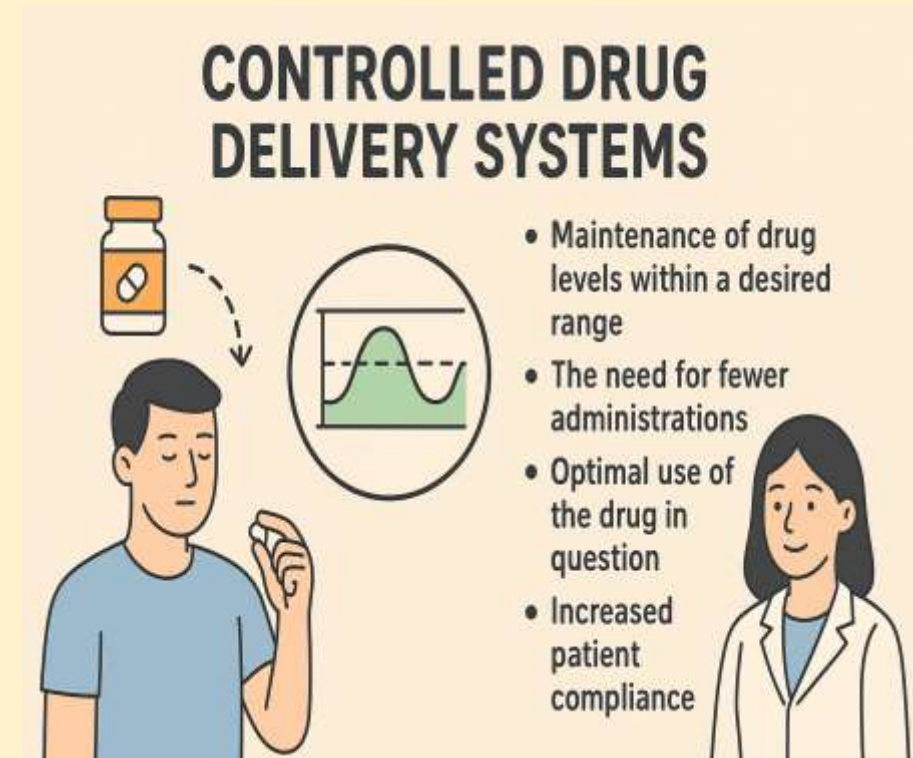 CONTROLLED DRUG
DELIVERY SYSTEMS
• Maintenance of drug
levels within a desired
range
• The need for fewer
administrations
• Optimal use of
the drug in
question
• Increased
patient
compliance